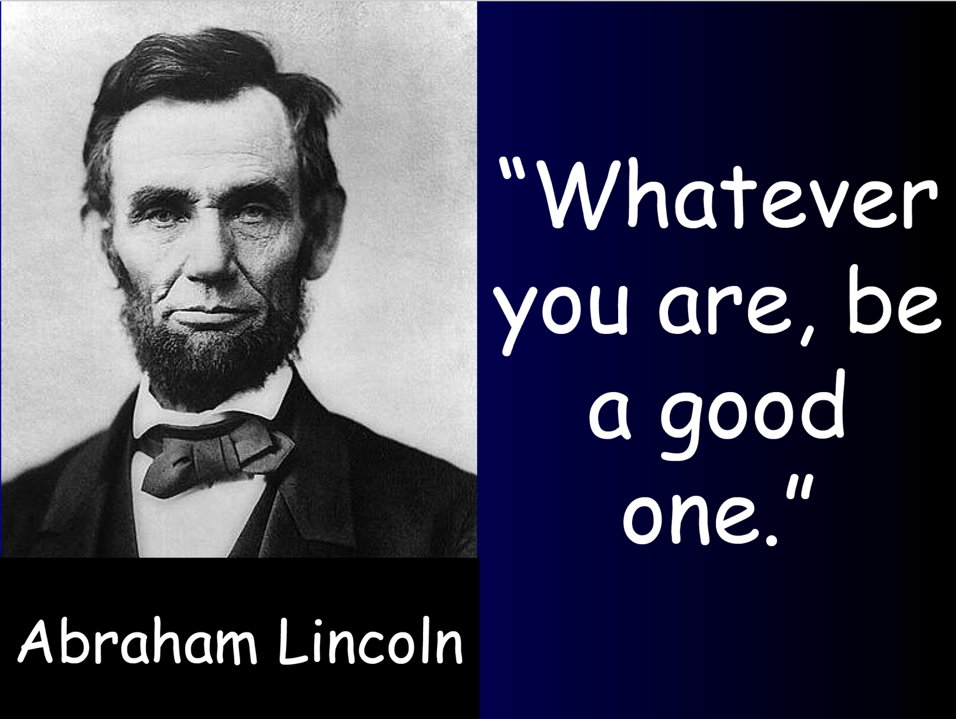 “Whatever
you are, be
a good
one.”
Abraham Lincoln